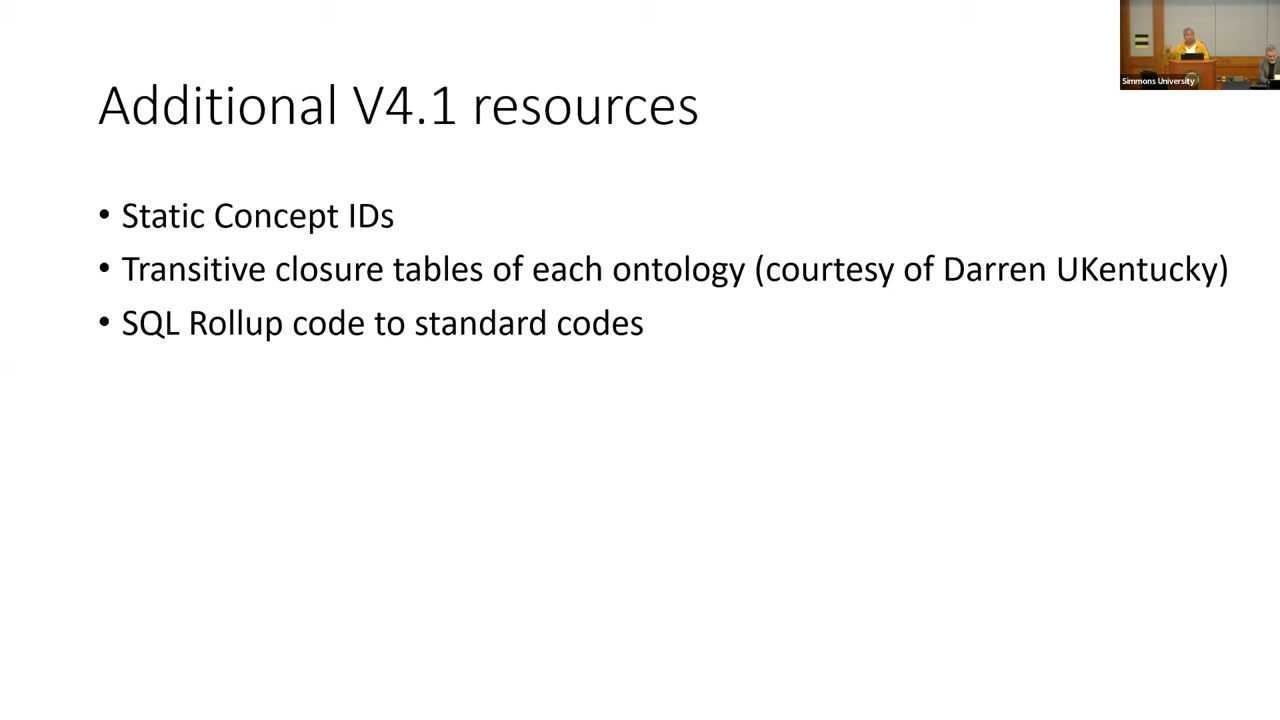 Simmons University
Additional V4.1 resources
• Static Concept IDs
• Transitive closure tables of each ontology (courtesy of Darren UKentucky)
• SQL Rollup code to standard codes